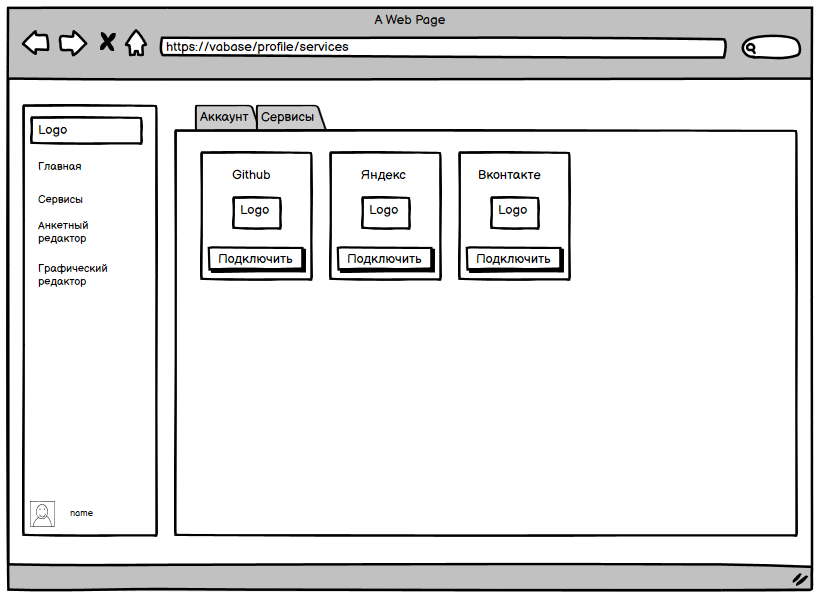 A Web Page
https://vabase/profile/services
Logo
Главная
Сервисы
Анкетный
редактор
Графический
редактор
name
Аккаунт
Сервисы
Github
Logo
Подключить
Яндекс
Logo
Подключить
Вконтакте
Logo
Подключить